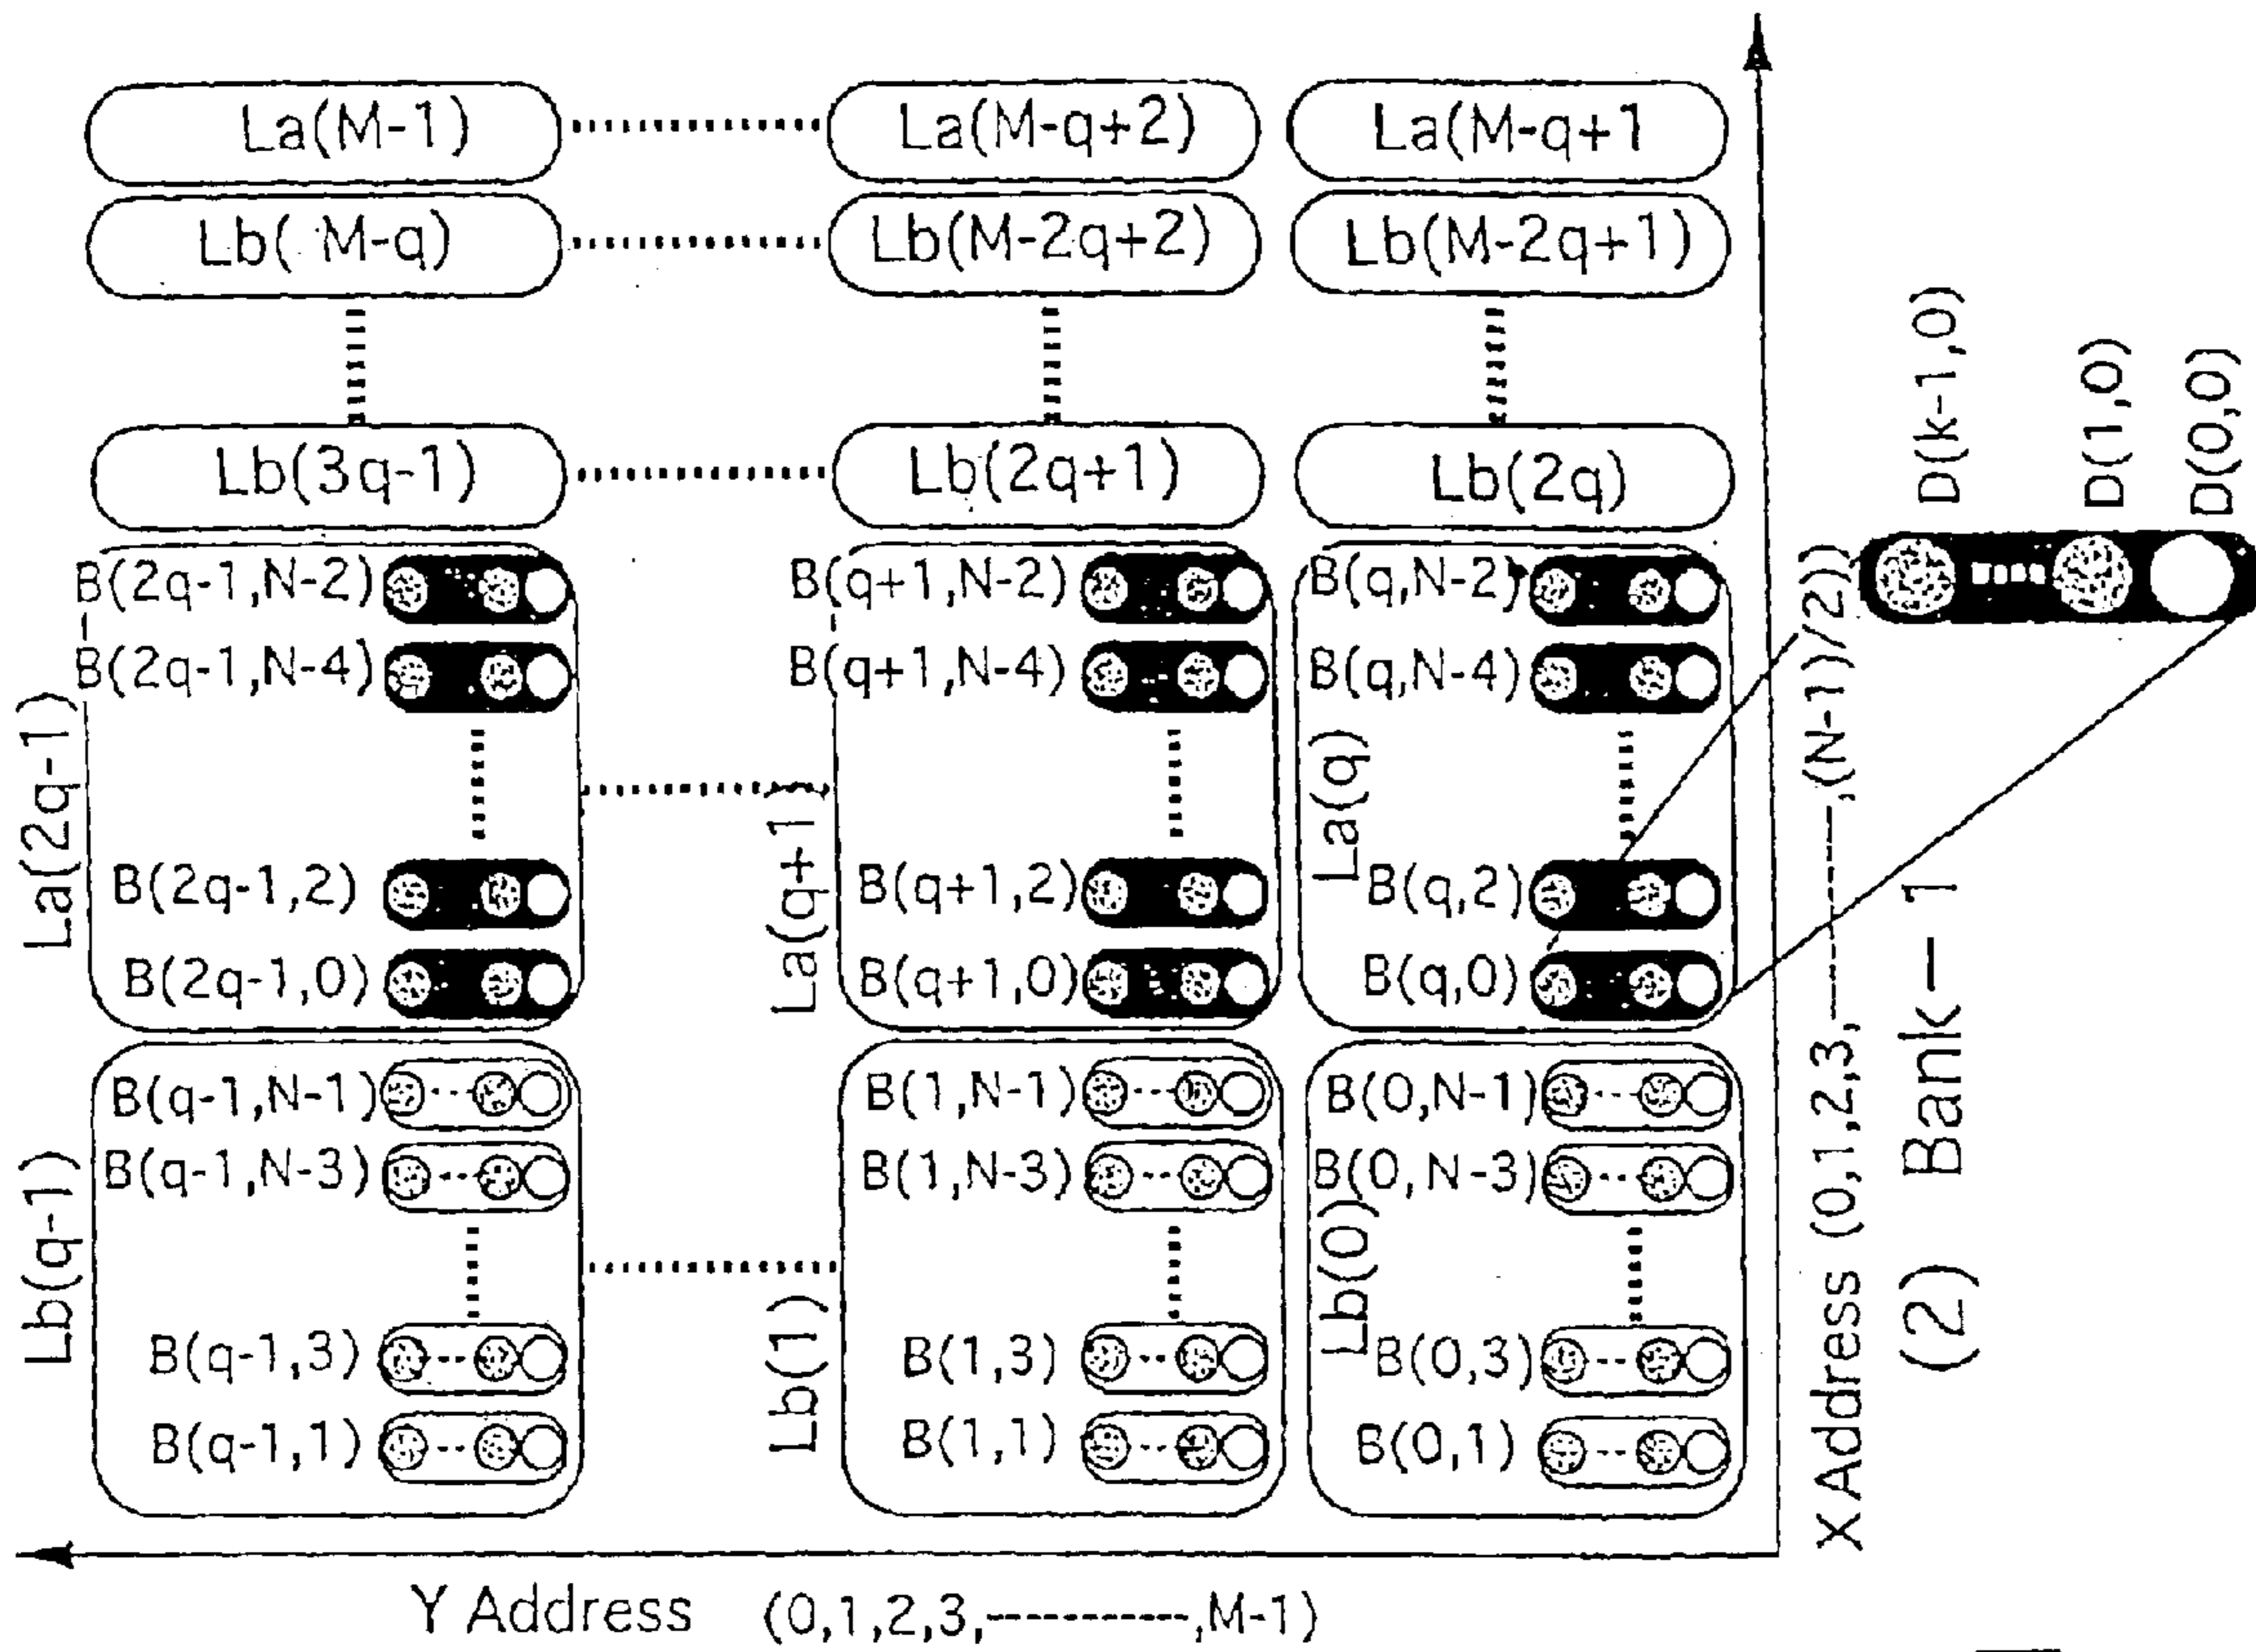 La(M-1) La(M-q+2) La(M-q+1
Lb( M-q) Lb(M-2q+2) Lb(M-2q+1)
Lb(3q-1) Lb(2q+1) Lb(2q)
La(2q-1)
B(2q-1,N-2)
B(2q-1,N-4)
B(2q-1,2)
B(2q-1,0)
La(q+1)
B(q+1,N-2)
B(q+1,N-4)
B(q+1,2)
B(q+1,0)
La(q)
B(q,N-2)
B(q,N-4)
B(q,2)
B(q,0)
Lb(q-1)
B(q-1,N-1)
B(q-1,N-3)
B(q-1,3)
B(q-1,1)
Lb(1)
B(1,N-1)
B(1,N-3)
B(1,3)
B(1,1)
Lb(0)
B(0,N-1)
B(0,N-3)
B(0,3)
B(0,1)
D(k-1,0)
D(1,0)
D(0,0)
X Address (0,1,2,3,----------,(N-1)/2))
(2) Bank-1
Y Address (0,1,2,3,-----------,M-1)